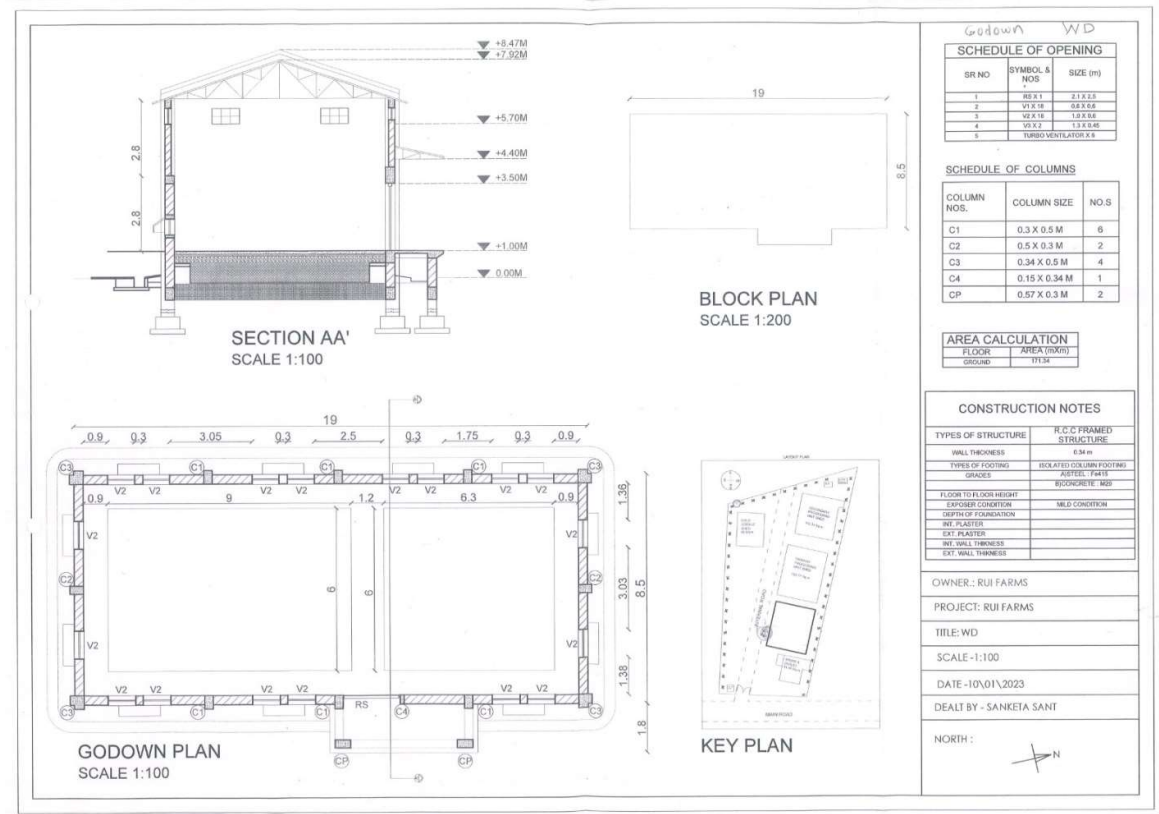 Godown WD
SCHEDULE OF OPENING
SR NO SYMBOL & NOS SIZE (m)
1 RS X 1 2.1 X 2.5
2 V1 X 16 0.6 X 0.6
3 V2 X 16 1.0 X 0.6
4 V3 X 2 1.3 X 0.45
5 TURBO VENTILATOR X 6
SCHEDULE OF COLUMNS
COLUMN NOS. COLUMN SIZE NO.S
C1 0.3 X 0.5 M 6
C2 0.5 X 0.3 M 2
C3 0.34 X 0.5 M 4
C4 0.15 X 0.34 M 1
CP 0.57 X 0.3 M 2
AREA CALCULATION
FLOOR AREA (mXm)
GROUND 171.34
CONSTRUCTION NOTES
TYPES OF STRUCTURE R.C.C FRAMED STRUCTURE
WALL THICKNESS 0.34 m
TYPES OF FOOTING ISOLATED COLUMN FOOTING
GRADES A)STEEL : Fe415
B)CONCRETE : M20
FLOOR TO FLOOR HEIGHT
EXPOSER CONDITION MILD CONDITION
DEPTH OF FOUNDATION
INT. PLASTER
EXT. PLASTER
INT. WALL THIKNESS
EXT. WALL THIKNESS
OWNER.: RUI FARMS
PROJECT: RUI FARMS
TITLE: WD
SCALE -1:100
DATE -10\01\2023
DEALT BY - SANKETA SANT
NORTH :
N
+8.47M
+7.92M
+5.70M
+4.40M
+3.50M
+1.00M
0.00M
2.8
2.8
SECTION AA'
SCALE 1:100
19
8.5
BLOCK PLAN
SCALE 1:200
19
0.9 0.3 3.05 0.3 2.5 0.3 1.75 0.3 0.9
C3 C1 C1 C1 C3
V2 V2 V2 V2 V2 V2 V2 V2
0.9 9 1.2 6.3 0.9
1.36
V2
V2
C2 C2
6 6
3.03 8.5
V2
V2
1.38
V2 V2 V2 V2 V2 V2
RS
C3 C1 C1 C4 C1 C3
1.8
CP CP
GODOWN PLAN
SCALE 1:100
LAYOUT PLAN
INTERNAL ROAD
MAIN ROAD
KEY PLAN